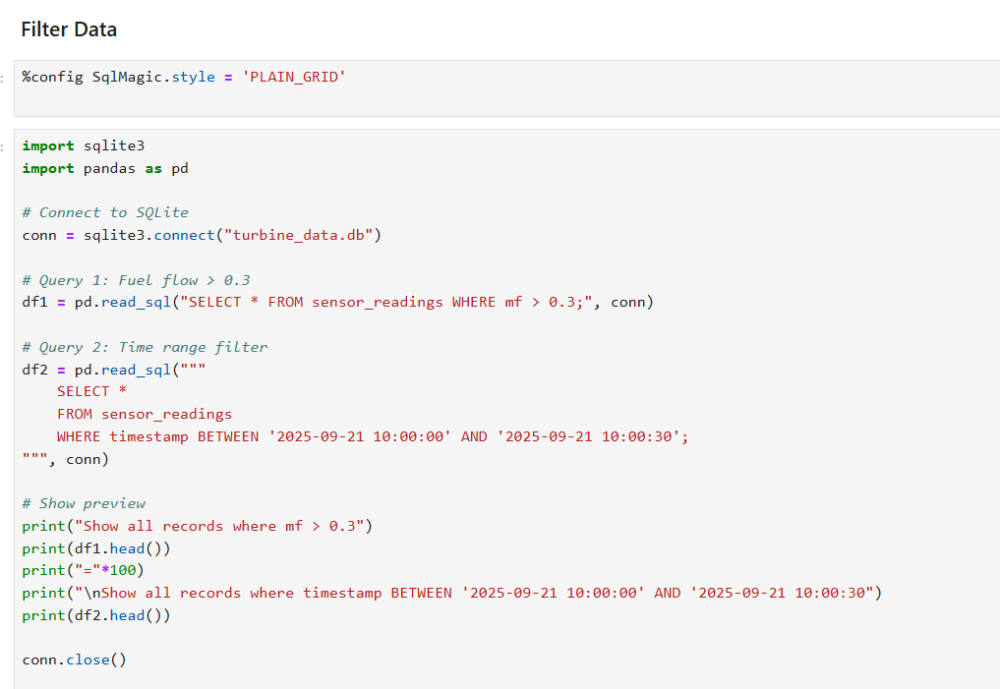 Filter Data
%config SqlMagic.style = 'PLAIN_GRID'
import sqlite3
import pandas as pd
# Connect to SQLite
conn = sqlite3.connect("turbine_data.db")
# Query 1: Fuel flow > 0.3
df1 = pd.read_sql("SELECT * FROM sensor_readings WHERE mf > 0.3;", conn)
# Query 2: Time range filter
df2 = pd.read_sql("""
    SELECT *
    FROM sensor_readings
    WHERE timestamp BETWEEN '2025-09-21 10:00:00' AND '2025-09-21 10:00:30';
""", conn)
# Show preview
print("Show all records where mf > 0.3")
print(df1.head())
print("="*100)
print("\nShow all records where timestamp BETWEEN '2025-09-21 10:00:00' AND '2025-09-21 10:00:30")
print(df2.head())
conn.close()